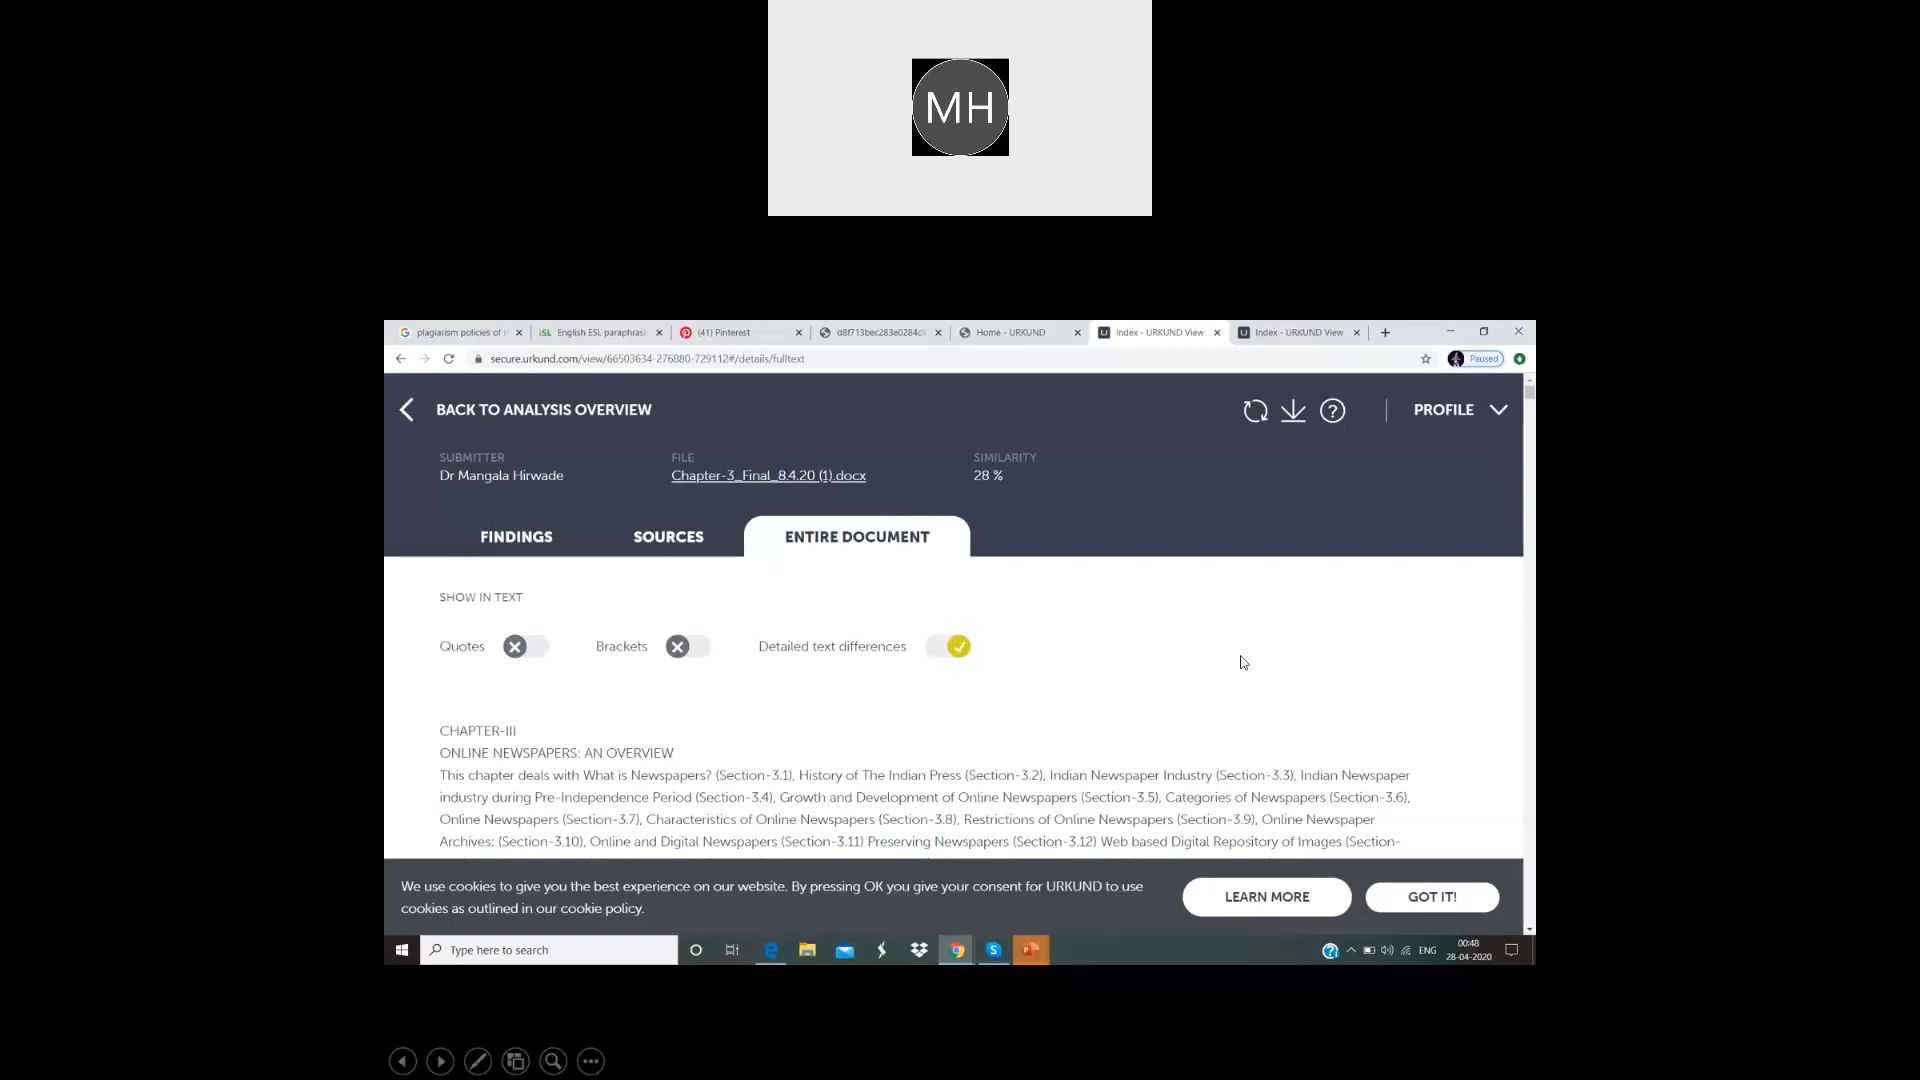 MH
plagiarism policies of i
iSL English ESL paraphras
(41) Pinterest
d8f713bec283e0284c8
Home - URKUND
Index - URKUND View
Index - URKUND View
secure.urkund.com/view/66503634-276880-729112#/details/fulltext
Paused
BACK TO ANALYSIS OVERVIEW
PROFILE
SUBMITTER
Dr Mangala Hirwade
FILE
Chapter-3_Final_8.4.20 (1).docx
SIMILARITY
28 %
FINDINGS
SOURCES
ENTIRE DOCUMENT
SHOW IN TEXT
Quotes
Brackets
Detailed text differences
CHAPTER-III
ONLINE NEWSPAPERS: AN OVERVIEW
This chapter deals with What is Newspapers? (Section-3.1), History of The Indian Press (Section-3.2), Indian Newspaper Industry (Section-3.3), Indian Newspaper
industry during Pre-Independence Period (Section-3.4), Growth and Development of Online Newspapers (Section-3.5), Categories of Newspapers (Section-3.6),
Online Newspapers (Section-3.7), Characteristics of Online Newspapers (Section-3.8), Restrictions of Online Newspapers (Section-3.9), Online Newspaper
Archives: (Section-3.10), Online and Digital Newspapers (Section-3.11) Preserving Newspapers (Section-3.12) Web based Digital Repository of Images (Section-
We use cookies to give you the best experience on our website. By pressing OK you give your consent for URKUND to use
cookies as outlined in our cookie policy.
LEARN MORE
GOT IT!
Type here to search
ENG
00:48
28-04-2020